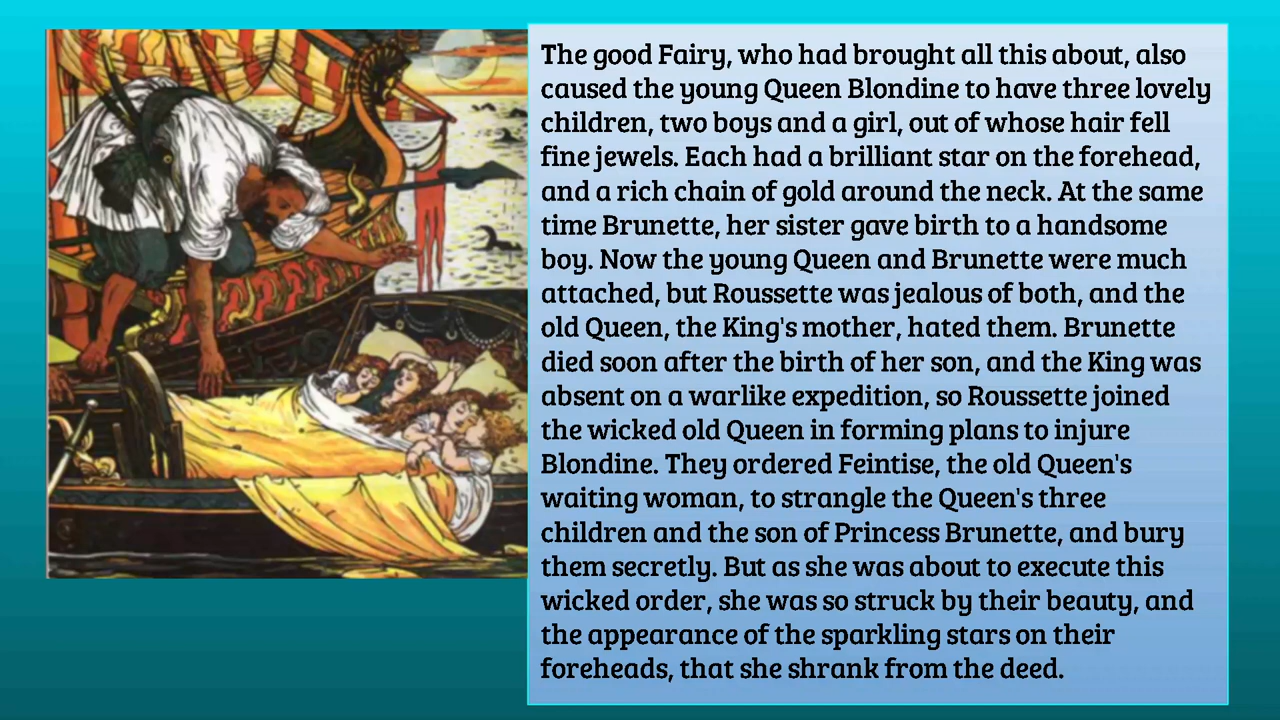 The good Fairy, who had brought all this about, also
caused the young Queen Blondine to have three lovely
children, two boys and a girl, out of whose hair fell
fine jewels. Each had a brilliant star on the forehead,
and a rich chain of gold around the neck. At the same
time Brunette, her sister gave birth to a handsome
boy. Now the young Queen and Brunette were much
attached, but Roussette was jealous of both, and the
old Queen, the King's mother, hated them. Brunette
died soon after the birth of her son, and the King was
absent on a warlike expedition, so Roussette joined
the wicked old Queen in forming plans to injure
Blondine. They ordered Feintise, the old Queen's
waiting woman, to strangle the Queen's three
children and the son of Princess Brunette, and bury
them secretly. But as she was about to execute this
wicked order, she was so struck by their beauty, and
the appearance of the sparkling stars on their
foreheads, that she shrank from the deed.